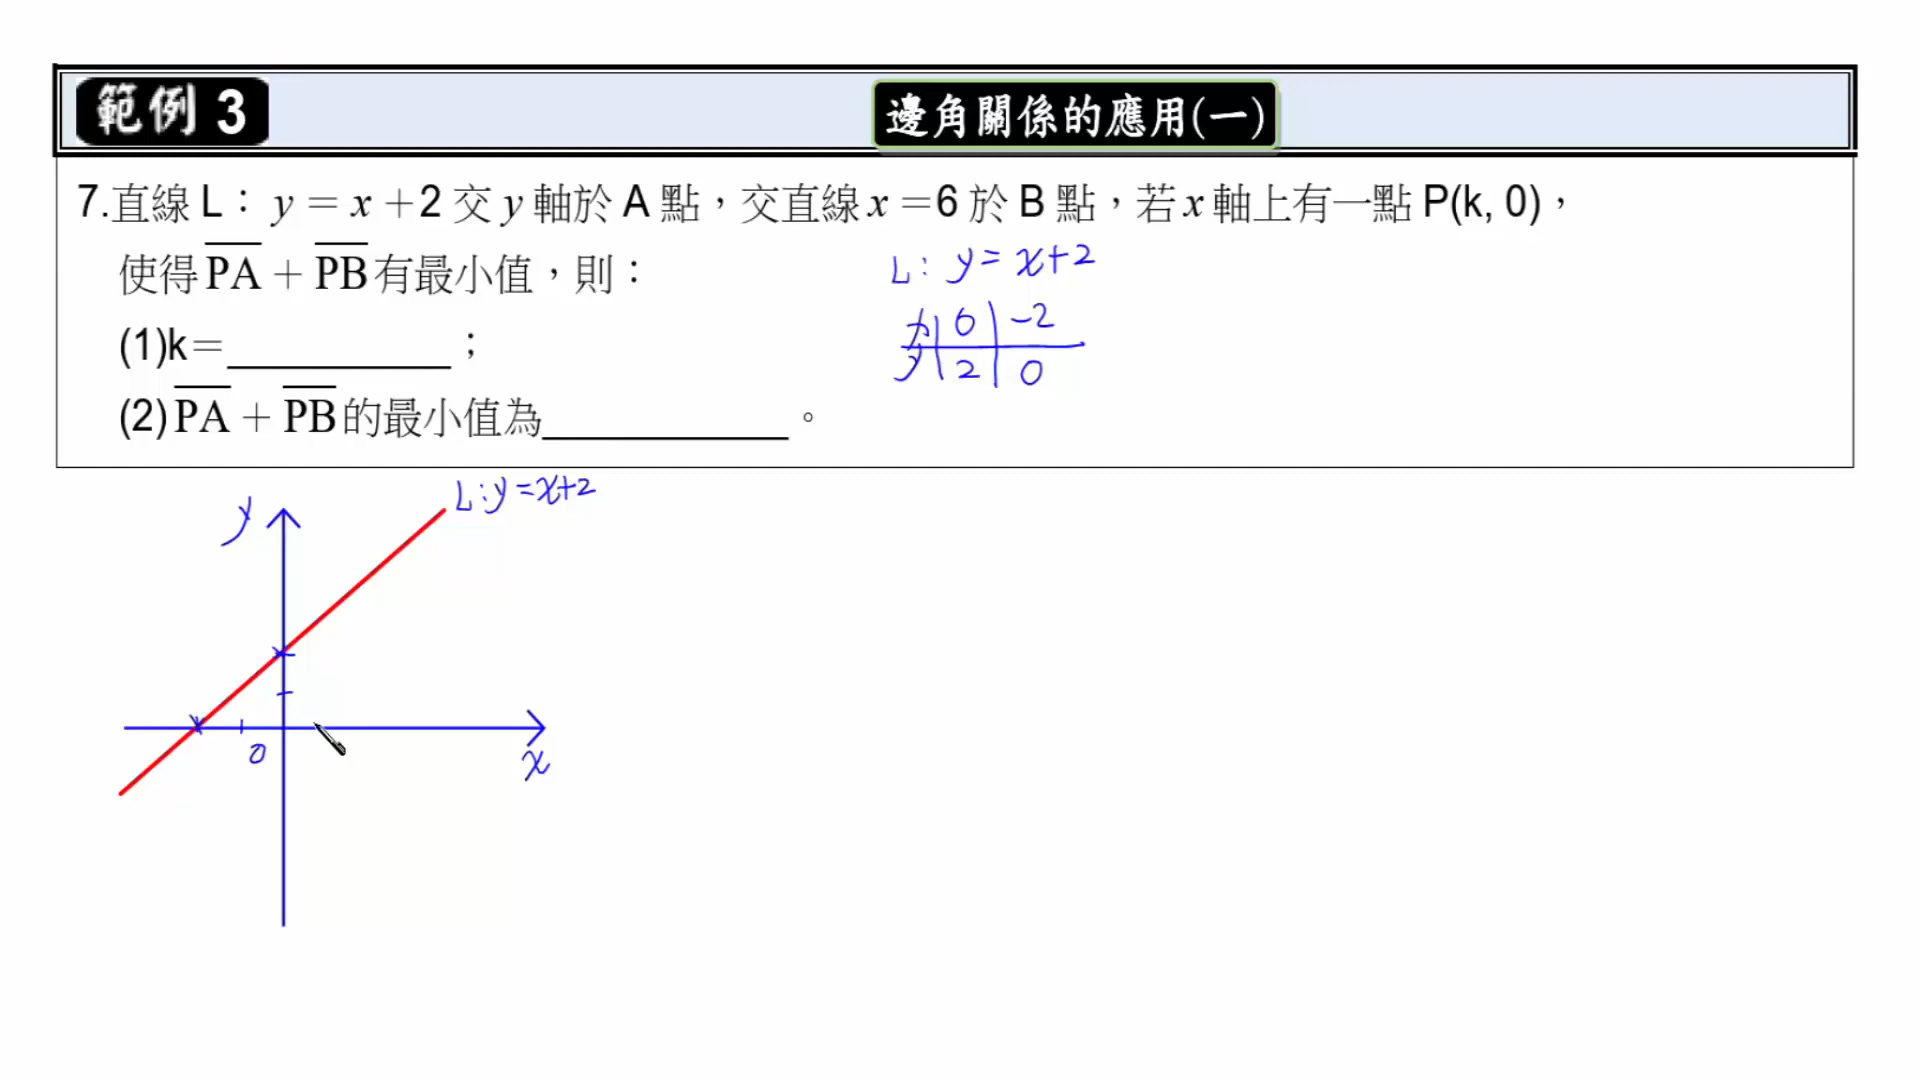 範例 3
邊角關係的應用(一)
7.直線 L：y＝x＋2 交 y 軸於 A 點，交直線 x＝6 於 B 點，若 x 軸上有一點 P(k, 0)，
使得 PA＋PB 有最小值，則：
L: y = x+2
x 0 -2
y 2 0
(1)k＝＿＿＿＿＿；
(2) PA＋PB 的最小值為＿＿＿＿＿。
L:y=x+2
y
0
x